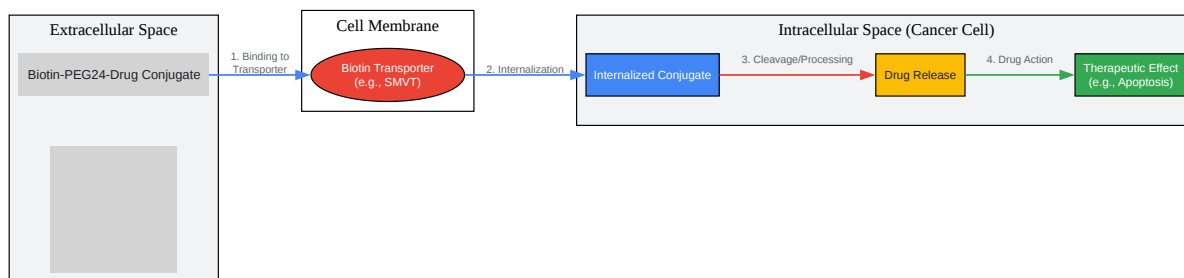 Extracellular Space
Biotin-PEG24-Drug Conjugate
1. Binding to
Transporter
Cell Membrane
Biotin Transporter
(e.g., SMVT)
2. Internalization
Intracellular Space (Cancer Cell)
Internalized Conjugate
3. Cleavage/Processing
Drug Release
4. Drug Action
Therapeutic Effect
(e.g., Apoptosis)